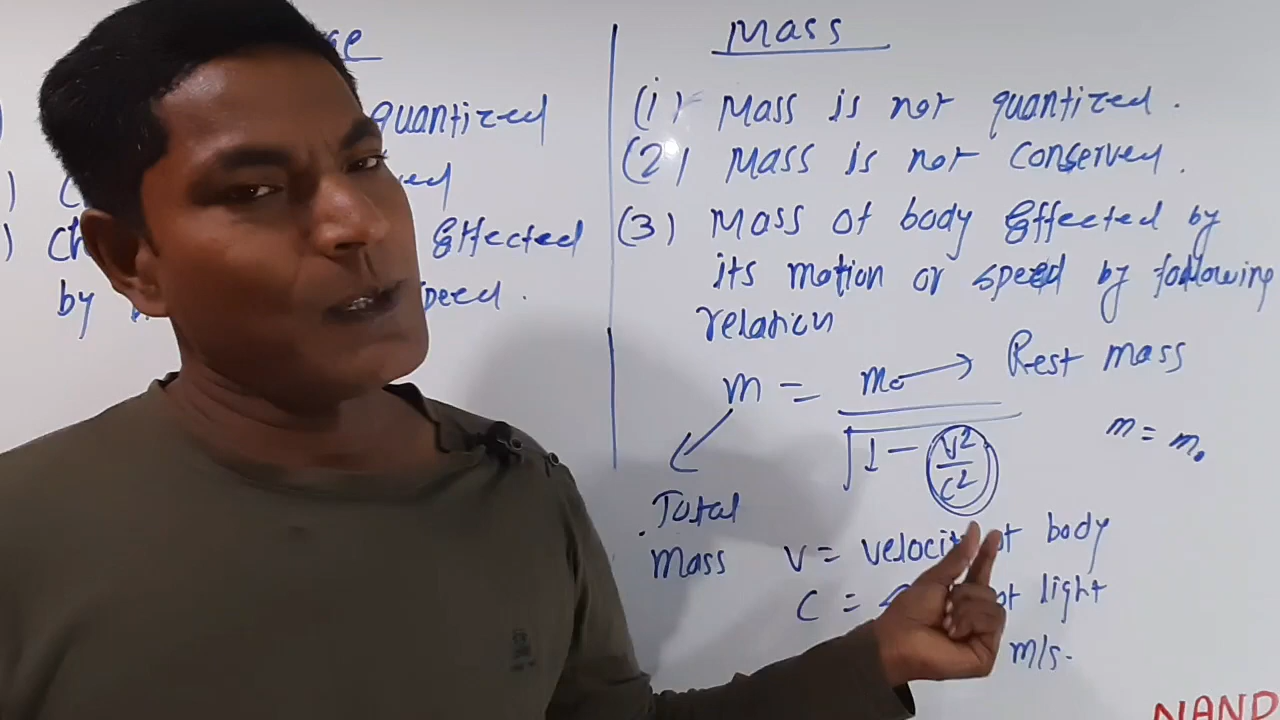 Mass
quantized
by speed.
Effected
(1) Mass is not quantized.
(2) Mass is not conserved.
(3) Mass of body Effected by
its motion or speed by following
relation
m = m₀ / √1 - v²/c²
Rest mass
m = m₀
Total
mass
v = velocity of body
c = of light
m/s.
NAND